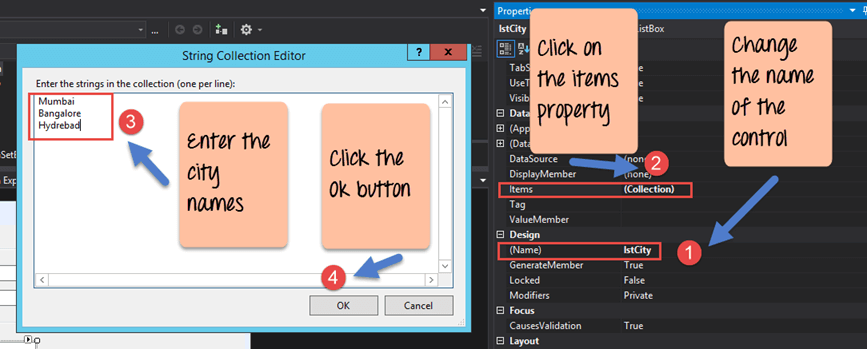 String Collection Editor
?
X
Enter the strings in the collection (one per line):
Mumbai
Bangalore
Hydrebad
3
Enter the
city
names
Click the
Ok button
4
OK
Cancel
SetB
Exp
...
Properties
lstCity
ListBox
Click on
the items
property
Change
the name
of the
control
TabS
UseT
Visib
Data
(App
(Data
DataSource (none)
2
DisplayMember (none)
Items (Collection)
Tag
ValueMember
Design
(Name) lstCity
1
GenerateMember True
Locked False
Modifiers Private
Focus
CausesValidation True
Layout